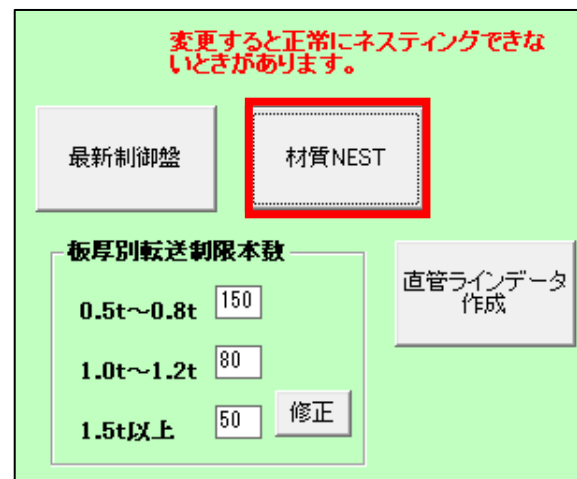 変更すると正常にネスティングできな
いときがあります。
最新制御盤
材質NEST
板厚別転送制限本数
0.5t～0.8t 150
1.0t～1.2t 80
1.5t以上 50 修正
直管ラインデータ
作成